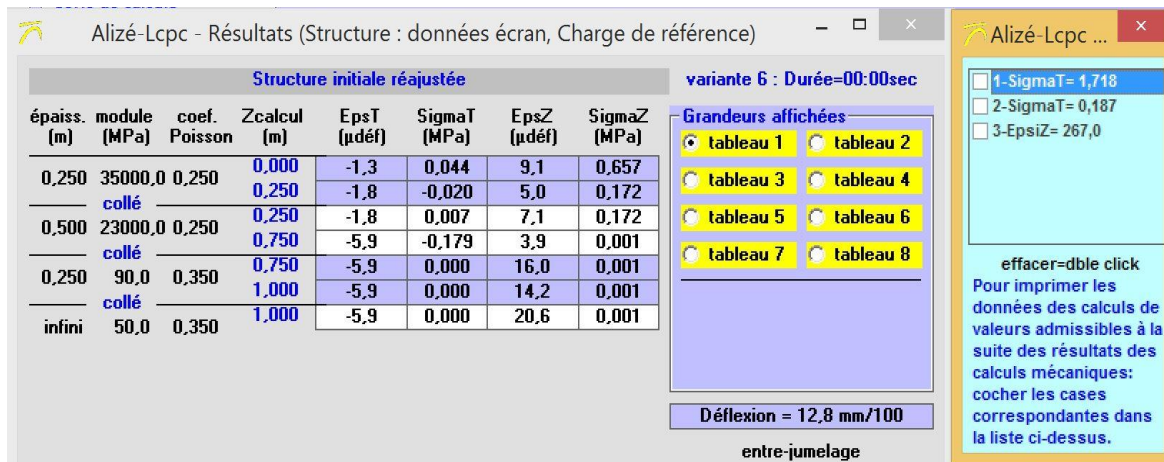 Alizé-Lcpc - Résultats (Structure : données écran, Charge de référence)
Structure initiale réajustée
épaiss. module coef. Zcalcul EpsT SigmaT EpsZ SigmaZ
(m) (MPa) Poisson (m) (µdéf) (MPa) (µdéf) (MPa)
0,000 -1,3 0,044 9,1 0,657
0,250 35000,0 0,250
collé 0,250 -1,8 -0,020 5,0 0,172
0,250 -1,8 0,007 7,1 0,172
0,500 23000,0 0,250
collé 0,750 -5,9 -0,179 3,9 0,001
0,750 -5,9 0,000 16,0 0,001
0,250 90,0 0,350
collé 1,000 -5,9 0,000 14,2 0,001
1,000 -5,9 0,000 20,6 0,001
infini 50,0 0,350
variante 6 : Durée=00:00sec
Grandeurs affichées
tableau 1 tableau 2
tableau 3 tableau 4
tableau 5 tableau 6
tableau 7 tableau 8
Déflexion = 12,8 mm/100
entre-jumelage
Alizé-Lcpc ...
1-SigmaT= 1,718
2-SigmaT= 0,187
3-EpsiZ= 267,0
effacer=dble click
Pour imprimer les
données des calculs de
valeurs admissibles à la
suite des résultats des
calculs mécaniques:
cocher les cases
correspondantes dans
la liste ci-dessus.